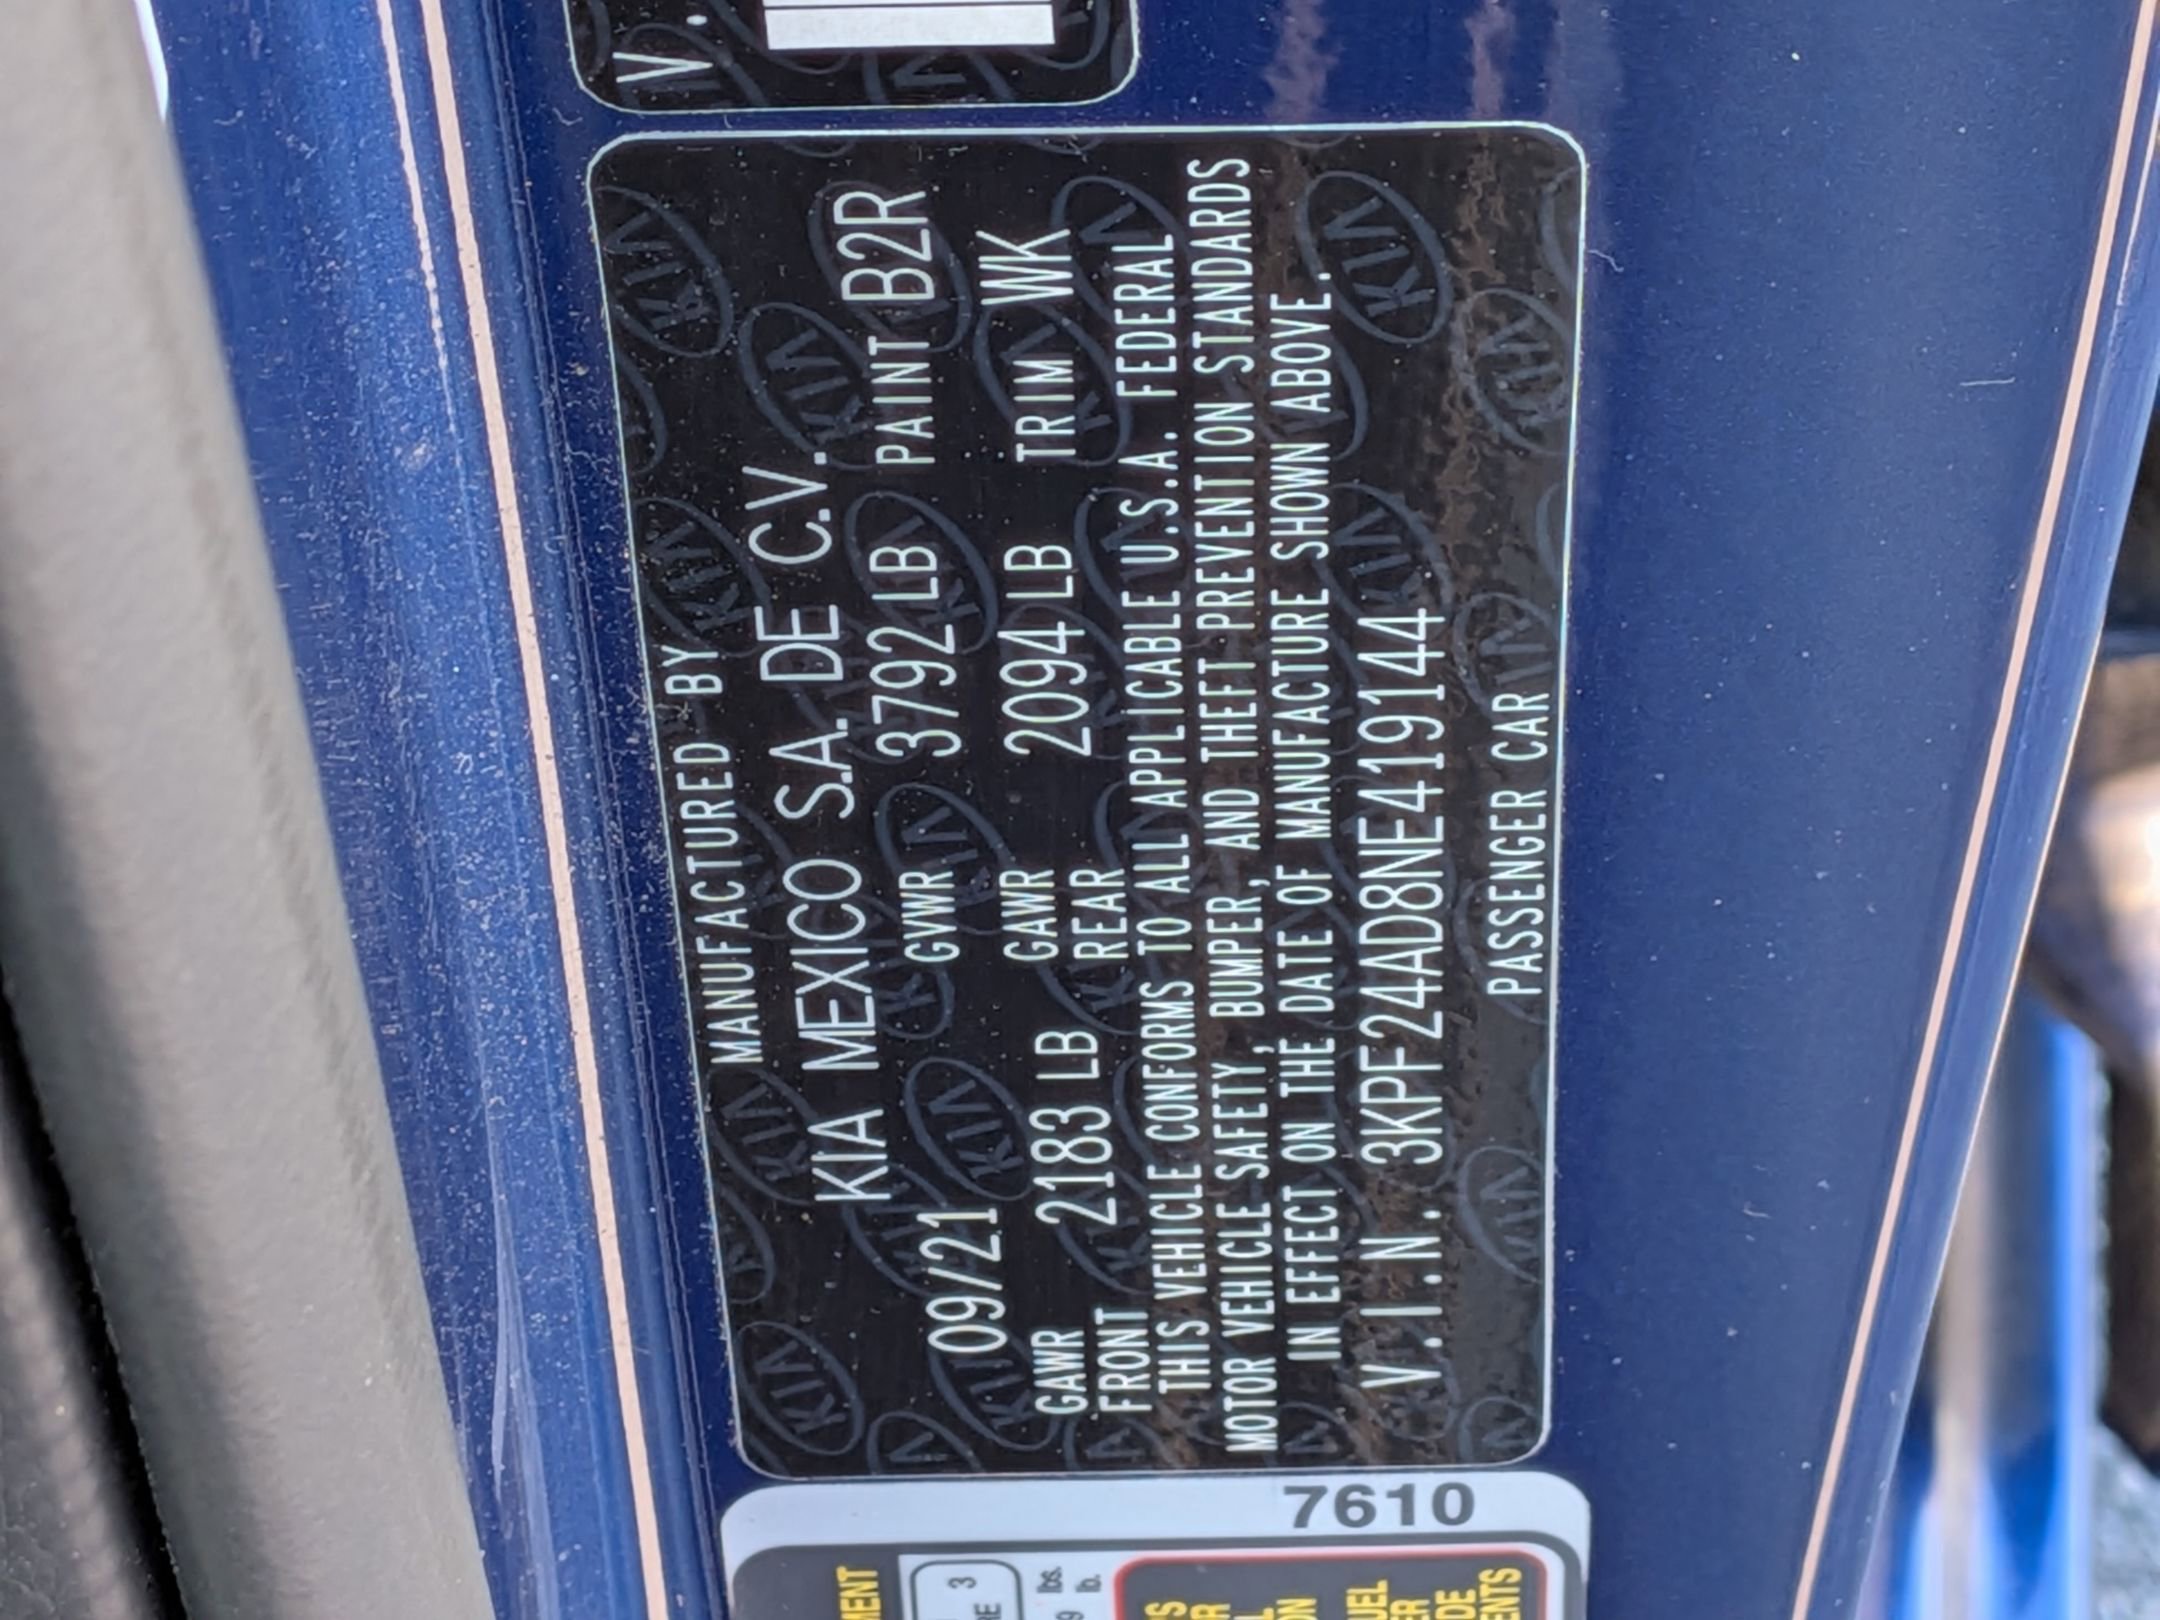 V.
MANUFACTURED BY
KIA MEXICO S.A. DE C.V.
09/21 GVWR 3792 LB PAINT B2R
GAWR FRONT 2183 LB GAWR REAR 2094 LB TRIM WK
THIS VEHICLE CONFORMS TO ALL APPLICABLE U.S.A. FEDERAL
MOTOR VEHICLE SAFETY, BUMPER, AND THEFT PREVENTION STANDARDS
IN EFFECT ON THE DATE OF MANUFACTURE SHOWN ABOVE.
V.I.N. 3KPF24AD8NE419144
PASSENGER CAR
7610